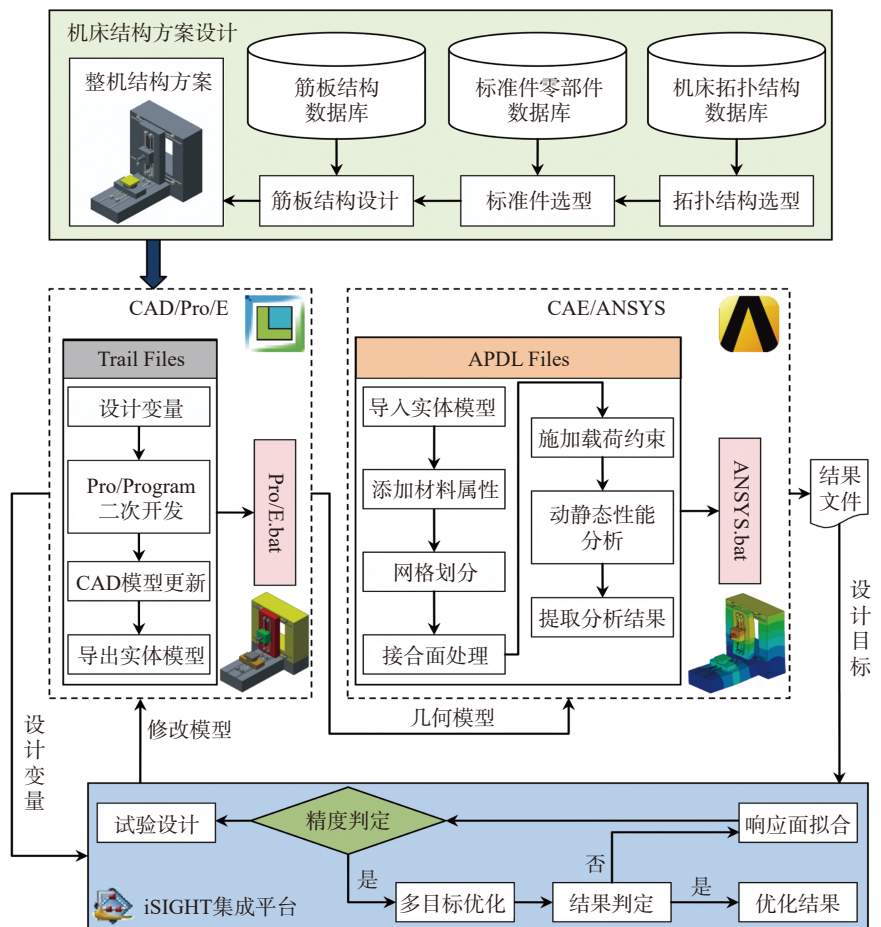 机床结构方案设计
整机结构方案
筋板结构
数据库
标准件零部件
数据库
机床拓扑结构
数据库
筋板结构设计
标准件选型
拓扑结构选型
CAD/Pro/E
Trail Files
设计变量
Pro/Program
二次开发
CAD模型更新
导出实体模型
Pro/E.bat
CAE/ANSYS
APDL Files
导入实体模型
添加材料属性
网格划分
接合面处理
施加载荷约束
动静态性能
分析
提取分析结果
ANSYS.bat
结果
文件
设计目标
设计变量
修改模型
几何模型
试验设计
精度判定
响应面拟合
是
否
多目标优化
结果判定
是
优化结果
iSIGHT集成平台